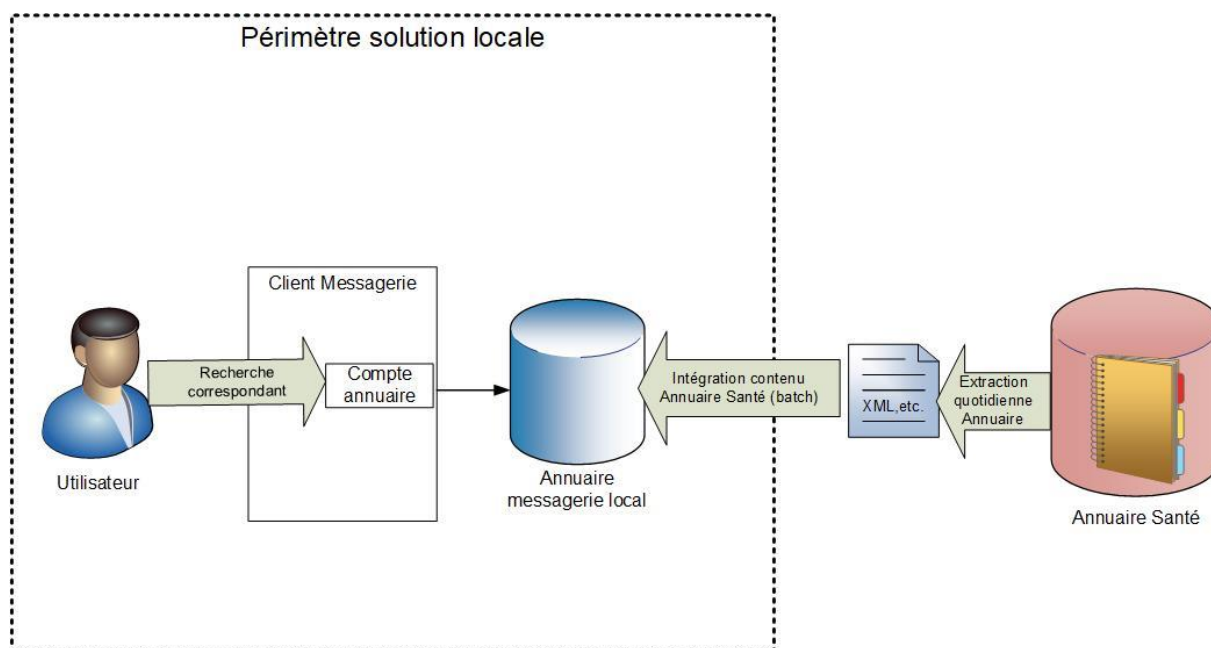 Périmètre solution locale
Client Messagerie
Recherche
correspondant
Compte
annuaire
Utilisateur
Annuaire
messagerie local
Intégration contenu
Annuaire Santé (batch)
XML,etc.
Extraction
quotidienne
Annuaire
Annuaire Santé